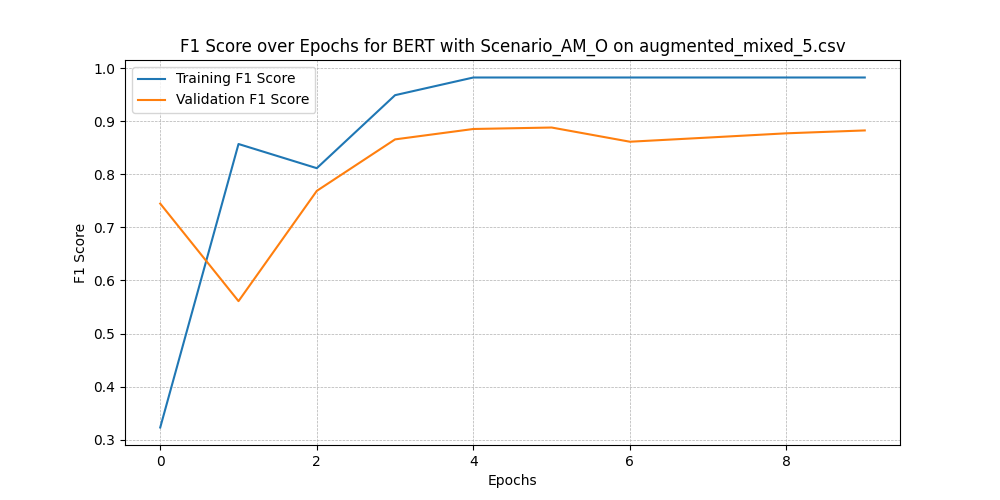 F1 Score over Epochs for BERT with Scenario_AM_O on augmented_mixed_5.csv
Training F1 Score
Validation F1 Score
1.0
0.9
0.8
0.7
0.6
0.5
0.4
0.3
F1 Score
0 2 4 6 8
Epochs